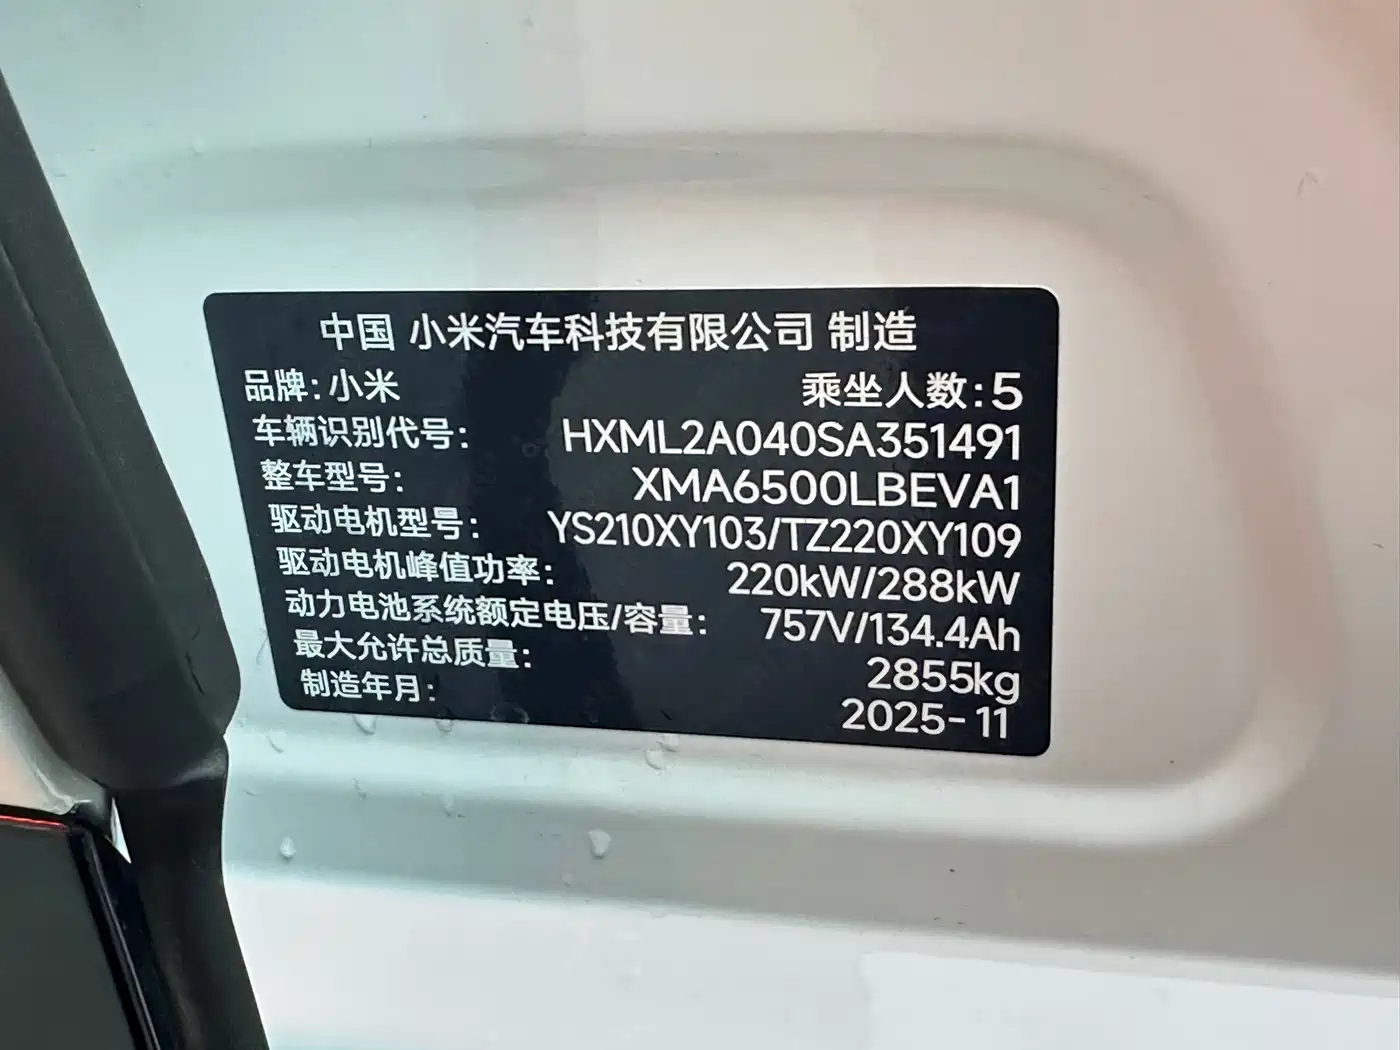 中国 小米汽车科技有限公司 制造
品牌: 小米 乘坐人数: 5
车辆识别代号: HXML2A040SA351491
整车型号: XMA6500LBEVA1
驱动电机型号: YS210XY103/TZ220XY109
驱动电机峰值功率: 220kW/288kW
动力电池系统额定电压/容量: 757V/134.4Ah
最大允许总质量: 2855kg
制造年月: 2025-11